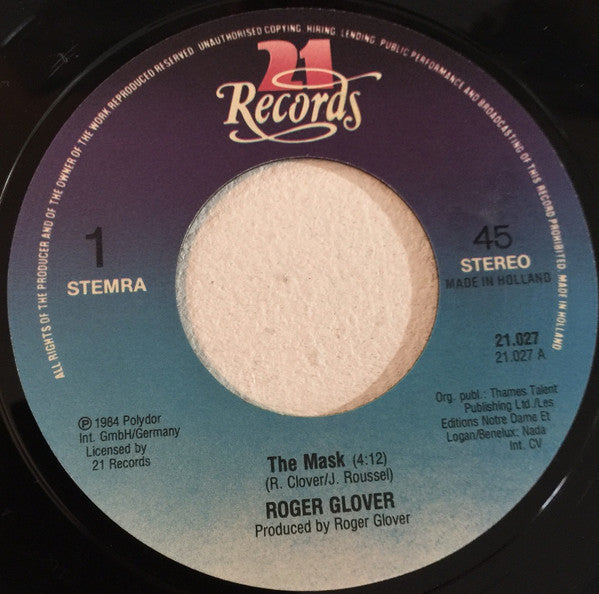 ALL RIGHTS OF THE PRODUCER AND OF THE OWNER OF THE WORK REPRODUCED RESERVED. UNAUTHORISED COPYING, HIRING, LENDING, PUBLIC PERFORMANCE AND BROADCASTING OF THIS RECORD PROHIBITED. MADE IN HOLLAND
21
Records
1
STEMRA
45
STEREO
MADE IN HOLLAND
21.027
21.027 A
℗ 1984 Polydor
Int. GmbH/Germany
Licensed by
21 Records
Org. publ.: Thames Talent
Publishing Ltd./Les
Editions Notre Dame Et
Logan/Benelux: Nada
Int. CV
The Mask (4:12)
(R. Clover/J. Roussel)
ROGER GLOVER
Produced by Roger Glover